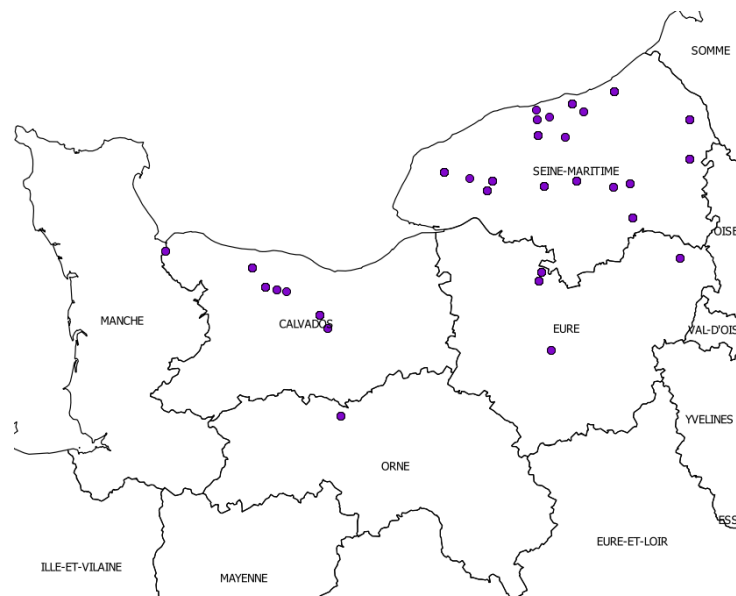 SOMME
SEINE-MARITIME
OISE
MANCHE
CALVADOS
EURE
VAL-D'OIS
YVELINES
ORNE
ESS
EURE-ET-LOIR
ILLE-ET-VILAINE
MAYENNE